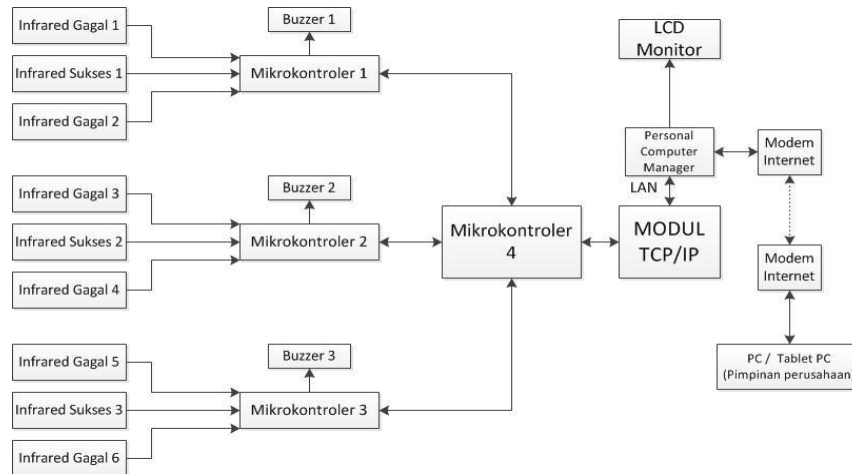 Infrared Gagal 1
Infrared Sukses 1
Infrared Gagal 2
Buzzer 1
Mikrokontroler 1
Infrared Gagal 3
Infrared Sukses 2
Infrared Gagal 4
Buzzer 2
Mikrokontroler 2
Infrared Gagal 5
Infrared Sukses 3
Infrared Gagal 6
Buzzer 3
Mikrokontroler 3
Mikrokontroler
4
LCD
Monitor
Personal
Computer
Manager
LAN
MODUL
TCP/IP
Modem
Internet
Modem
Internet
PC / Tablet PC
(Pimpinan perusahaan)